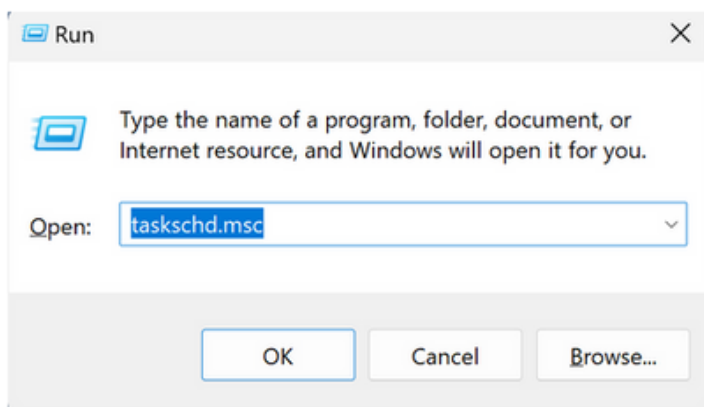 Run
Type the name of a program, folder, document, or
Internet resource, and Windows will open it for you.
Open: taskschd.msc
OK Cancel Browse...